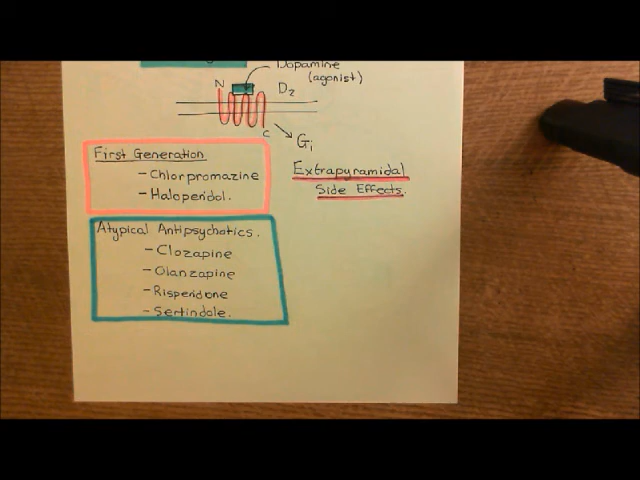 Dopamine
(agonist)
N
D2
C
Gi
First Generation
- Chlorpromazine
- Haloperidol.
Extrapyramidal
Side Effects.
Atypical Antipsychotics.
- Clozapine
- Olanzapine
- Risperidone
- Sertindole.